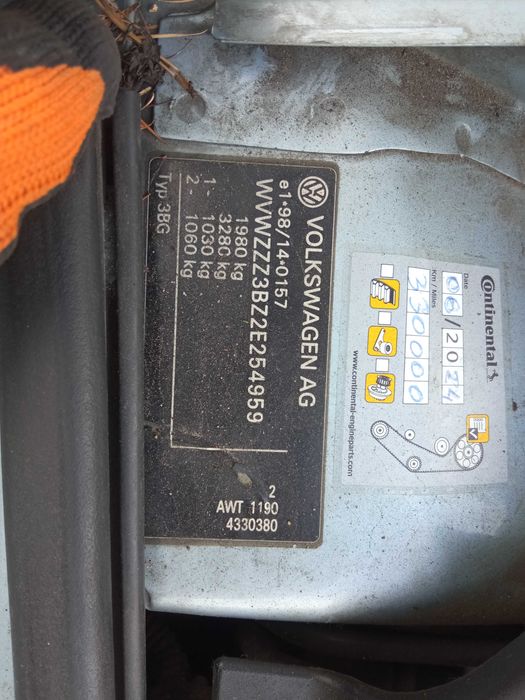 VOLKSWAGEN AG
e1*98/14*0157
WVWZZZ3BZ2E254959
1980 kg
3280 kg
1 - 1030 kg
2 - 1060 kg
Typ 3BG
2
AWT 1190
4330380
Continental
Date
06/2024
Km / Miles
330000
www.continental-engineparts.com